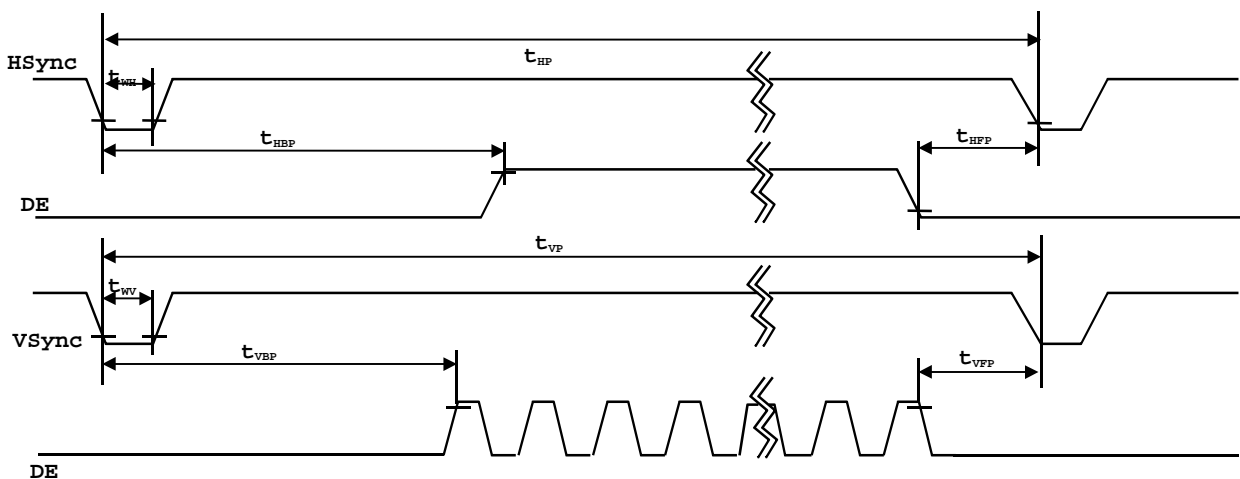 HSync
tHP
tWH
tHBP
tHFP
DE
tVP
tWV
VSync
tVBP
tVFP
DE